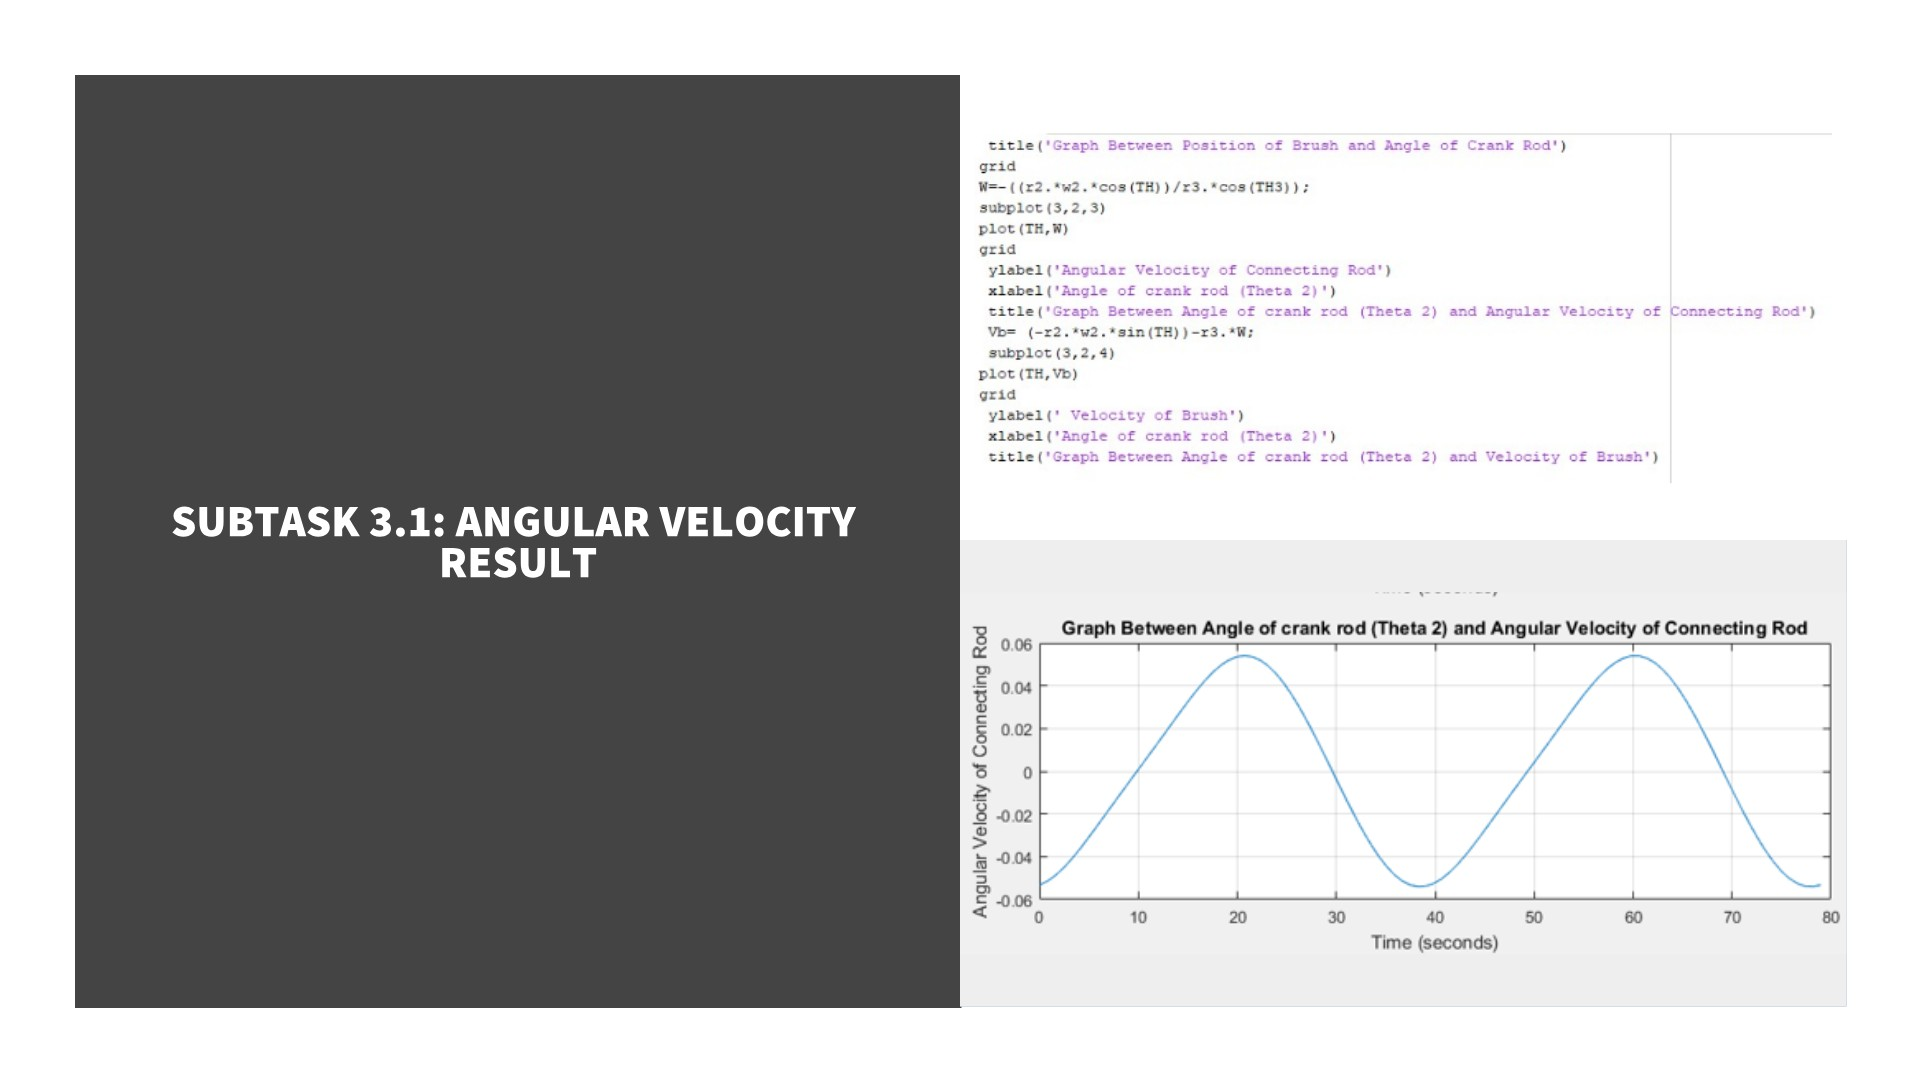 SUBTASK 3.1: ANGULAR VELOCITY
RESULT
title('Graph Between Position of Brush and Angle of Crank Rod')
grid
W=-((r2.*w2.*cos(TH))/r3.*cos(TH3));
subplot(3,2,3)
plot(TH,W)
grid
ylabel('Angular Velocity of Connecting Rod')
xlabel('Angle of crank rod (Theta 2)')
title('Graph Between Angle of crank rod (Theta 2) and Angular Velocity of Connecting Rod')
Vb= (-r2.*w2.*sin(TH))-r3.*W;
subplot(3,2,4)
plot(TH,Vb)
grid
ylabel(' Velocity of Brush')
xlabel('Angle of crank rod (Theta 2)')
title('Graph Between Angle of crank rod (Theta 2) and Velocity of Brush')
Graph Between Angle of crank rod (Theta 2) and Angular Velocity of Connecting Rod
Angular Velocity of Connecting Rod
0.06
0.04
0.02
0
-0.02
-0.04
-0.06
0 10 20 30 40 50 60 70 80
Time (seconds)